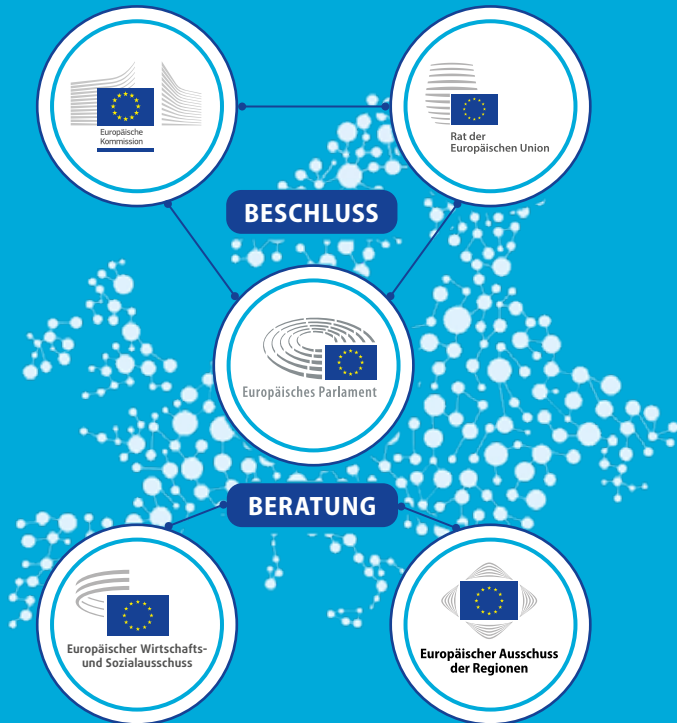 Europäische
Kommission
Rat der
Europäischen Union
BESCHLUSS
Europäisches Parlament
BERATUNG
Europäischer Wirtschafts-
und Sozialausschuss
Europäischer Ausschuss
der Regionen